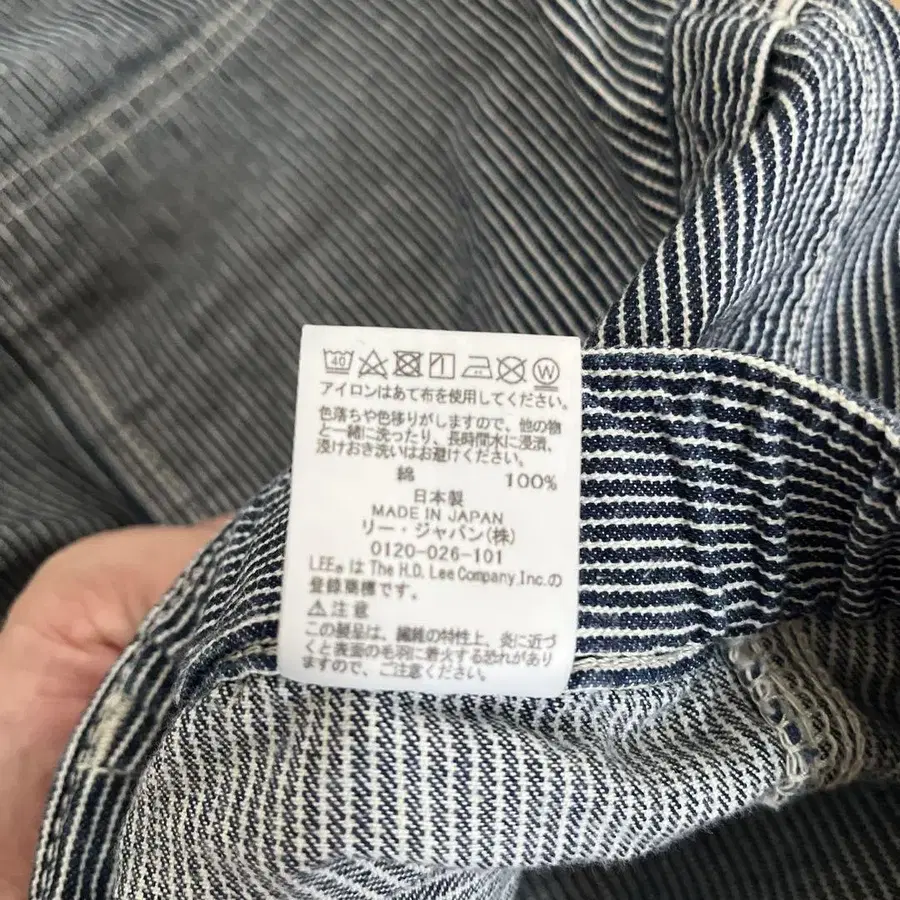 40 W
アイロンはあて布を使用してください。
色落ちや色移りがしますので、他の物
と一緒に洗ったり、長時間水に浸漬、
浸けおき洗いはお避けください。
綿 100%
日本製
MADE IN JAPAN
リー・ジャパン(株)
0120-026-101
LEE® は The H.D. Lee Company, Inc. の
登録商標です。
⚠注意
この製品は、繊維の特性上、炎に近づ
くと表面の毛羽に着火する恐れがあり
ますので、ご注意ください。